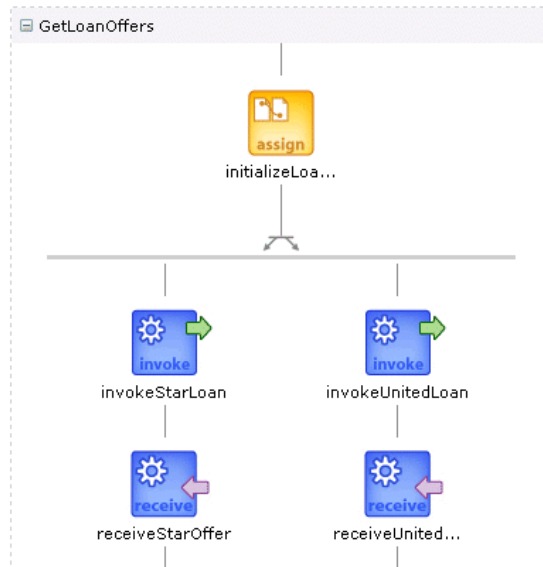 GetLoanOffers
assign
initializeLoa...
invoke
invoke
invokeStarLoan
invokeUnitedLoan
receive
receive
receiveStarOffer
receiveUnited...